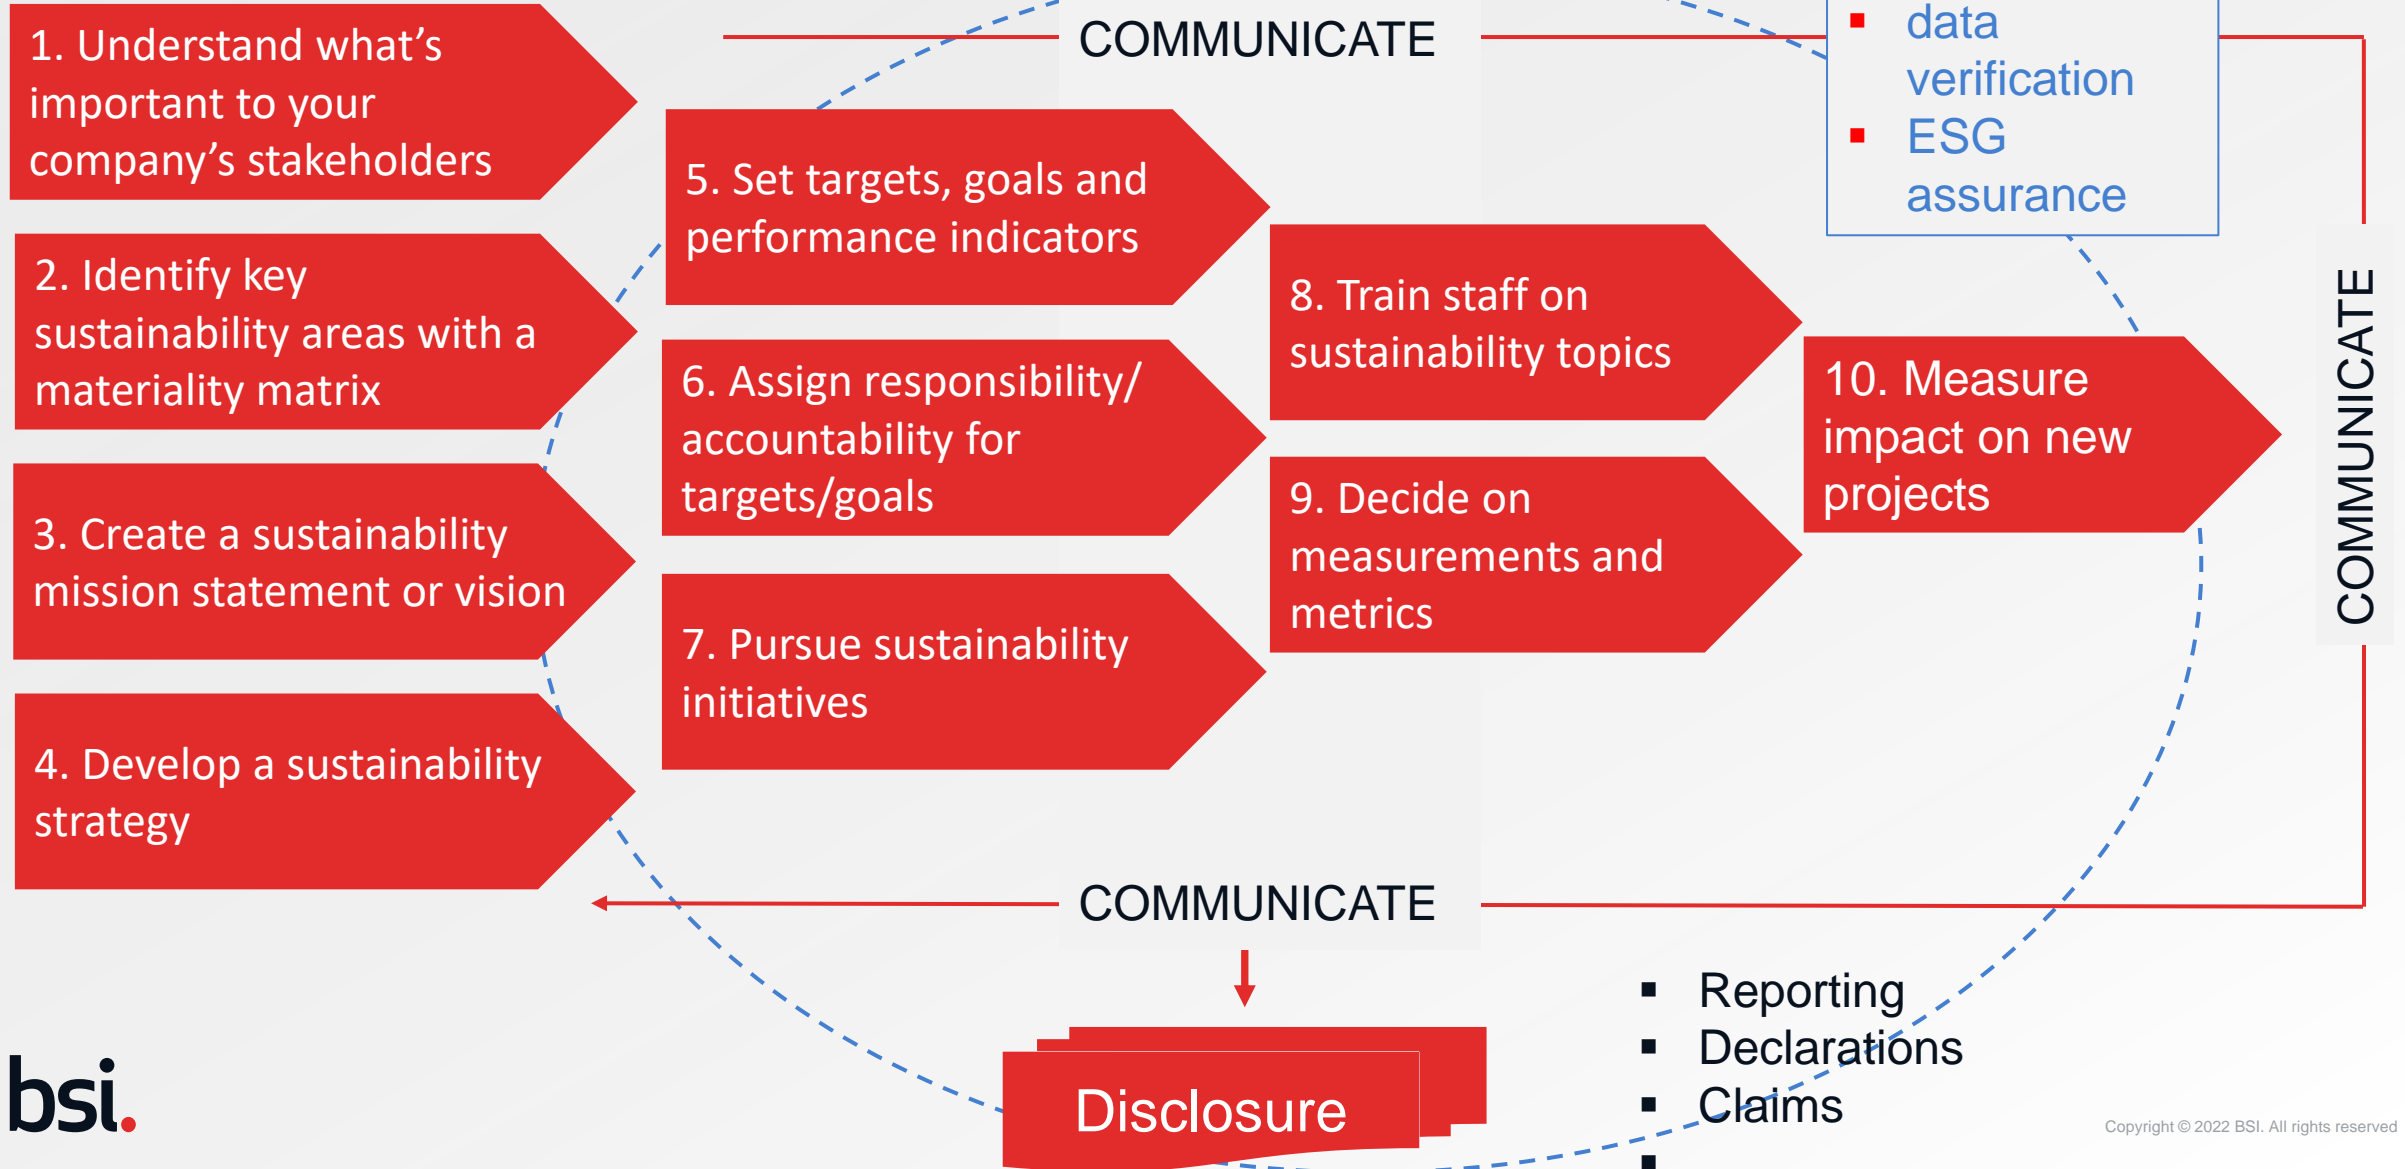 1. Understand what's
important to your
company's stakeholders
2. Identify key
sustainability areas with a
materiality matrix
3. Create a sustainability
mission statement or vision
4. Develop a sustainability
strategy
COMMUNICATE
5. Set targets, goals and
performance indicators
6. Assign responsibility/
accountability for
targets/goals
7. Pursue sustainability
initiatives
8. Train staff on
sustainability topics
9. Decide on
measurements and
metrics
▪ data
verification
▪ ESG
assurance
10. Measure
impact on new
projects
COMMUNICATE
COMMUNICATE
Disclosure
▪ Reporting
▪ Declarations
▪ Claims
▪
bsi.
Copyright © 2022 BSI. All rights reserved